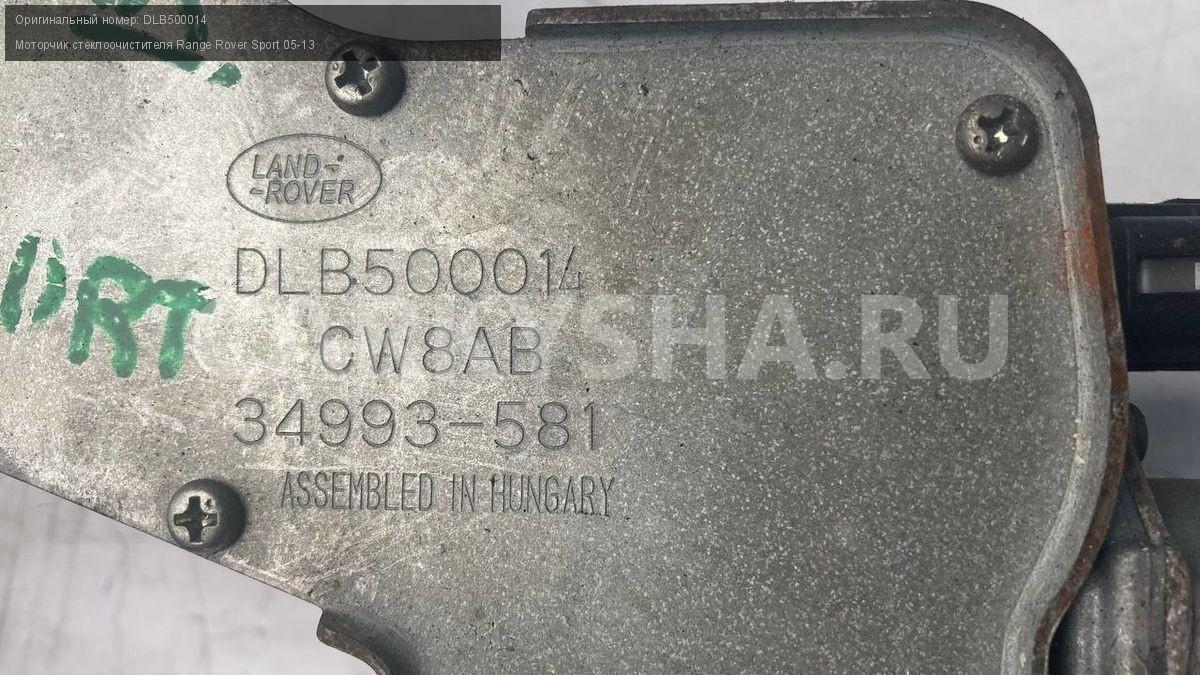 Оригинальный номер: DLB500014
Моторчик стеклоочистителя Range Rover Sport 05-13
LAND-
-ROVER
DLB500014
CW8AB
34993-581
ASSEMBLED IN HUNGARY
RT